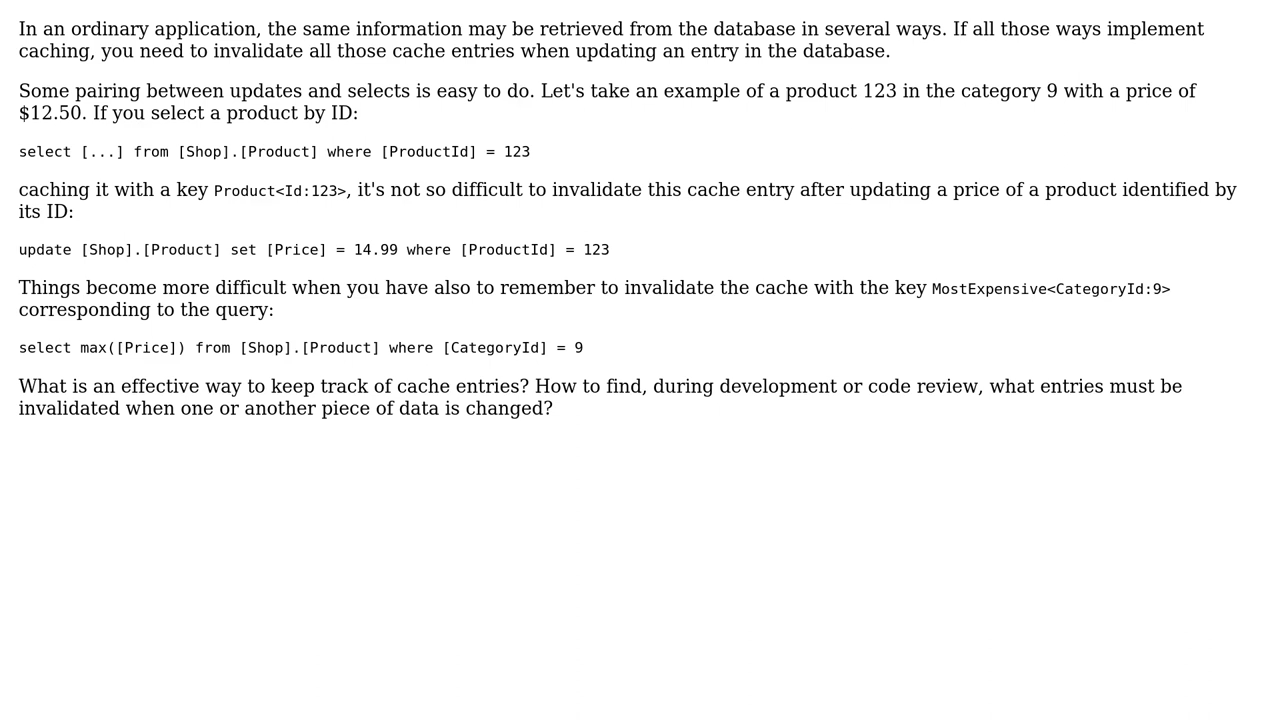 In an ordinary application, the same information may be retrieved from the database in several ways. If all those ways implement
caching, you need to invalidate all those cache entries when updating an entry in the database.
Some pairing between updates and selects is easy to do. Let's take an example of a product 123 in the category 9 with a price of
$12.50. If you select a product by ID:
select [...] from [Shop].[Product] where [ProductId] = 123
caching it with a key Product<Id:123>, it's not so difficult to invalidate this cache entry after updating a price of a product identified by
its ID:
update [Shop].[Product] set [Price] = 14.99 where [ProductId] = 123
Things become more difficult when you have also to remember to invalidate the cache with the key MostExpensive<CategoryId:9>
corresponding to the query:
select max([Price]) from [Shop].[Product] where [CategoryId] = 9
What is an effective way to keep track of cache entries? How to find, during development or code review, what entries must be
invalidated when one or another piece of data is changed?